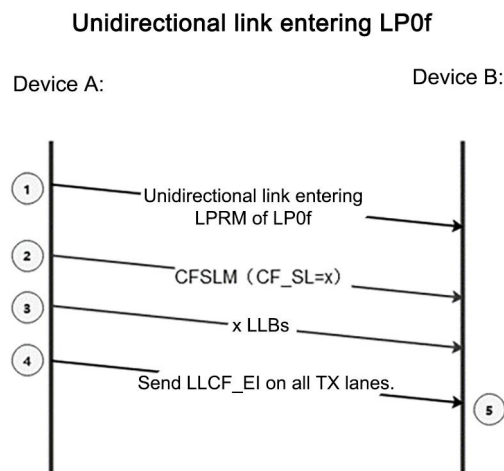 Unidirectional link entering LP0f
Device A:
Device B:
1
Unidirectional link entering
LPRM of LP0f
2
CFSLM（CF_SL=x）
3
x LLBs
4
Send LLCF_EI on all TX lanes.
5